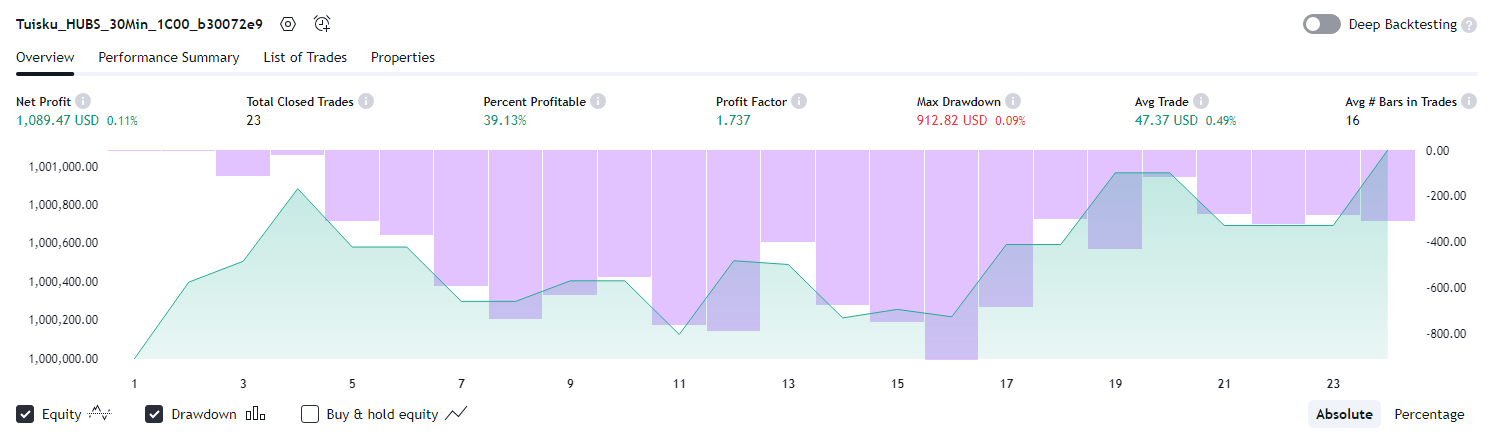 Tuisku_HUBS_30Min_1C00_b30072e9 Deep Backtesting ?
Overview Performance Summary List of Trades Properties
Net Profit i Total Closed Trades i Percent Profitable i Profit Factor i Max Drawdown i Avg Trade i Avg # Bars in Trades i
1,089.47 USD 0.11% 23 39.13% 1.737 912.82 USD 0.09% 47.37 USD 0.49% 16
0.00
1,001,000.00
-200.00
1,000,800.00
1,000,600.00 -400.00
1,000,400.00 -600.00
1,000,200.00
-800.00
1,000,000.00
1 3 5 7 9 11 13 15 17 19 21 23
Equity Drawdown Buy & hold equity Absolute Percentage